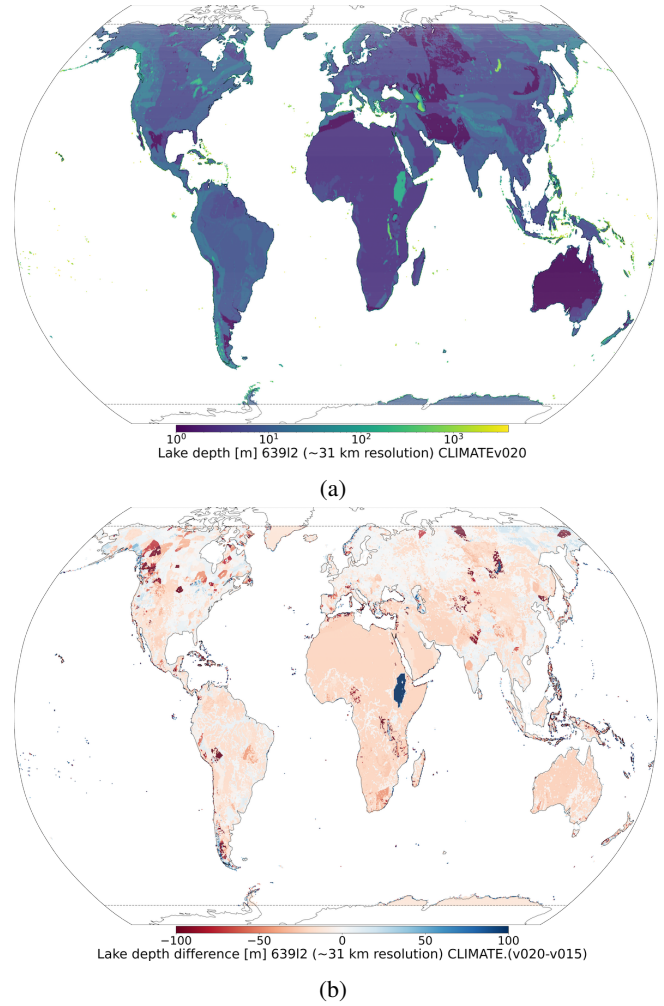 10⁰ 10¹ 10² 10³
Lake depth [m] 639l2 (~31 km resolution) CLIMATEv020
(a)
−100 −50 0 50 100
Lake depth difference [m] 639l2 (~31 km resolution) CLIMATE.(v020-v015)
(b)